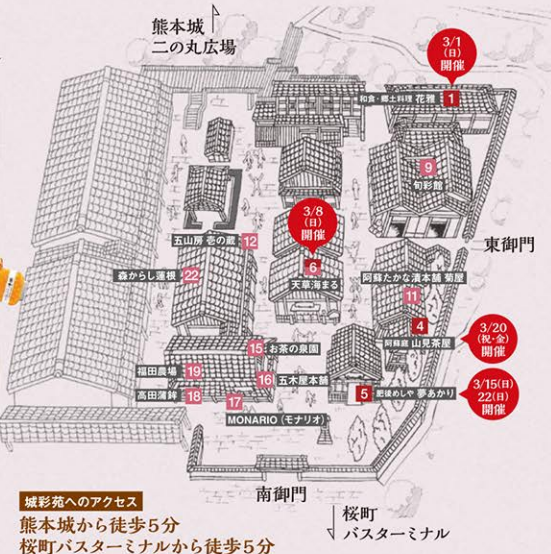 熊本城
二の丸広場
3/1
(日)
開催
和食・郷土料理 花雅 1
9
旬彩館
3/8
(日)
開催
東御門
五山房 壱の蔵 12
6
天草海まる
森からし蓮根 22
阿蘇たかな漬本舗 菊屋
11
4
阿蘇庭 山見茶屋
3/20
(祝・金)
開催
15 お茶の泉園
福田農場 19
16 五木屋本舗
高田蒲鉾 18
17
MONARIO(モナリオ)
5 肥後めしや 夢あかり
3/15(日)
22(日)
開催
南御門
桜町
バスターミナル
城彩苑へのアクセス
熊本城から徒歩5分
桜町バスターミナルから徒歩5分